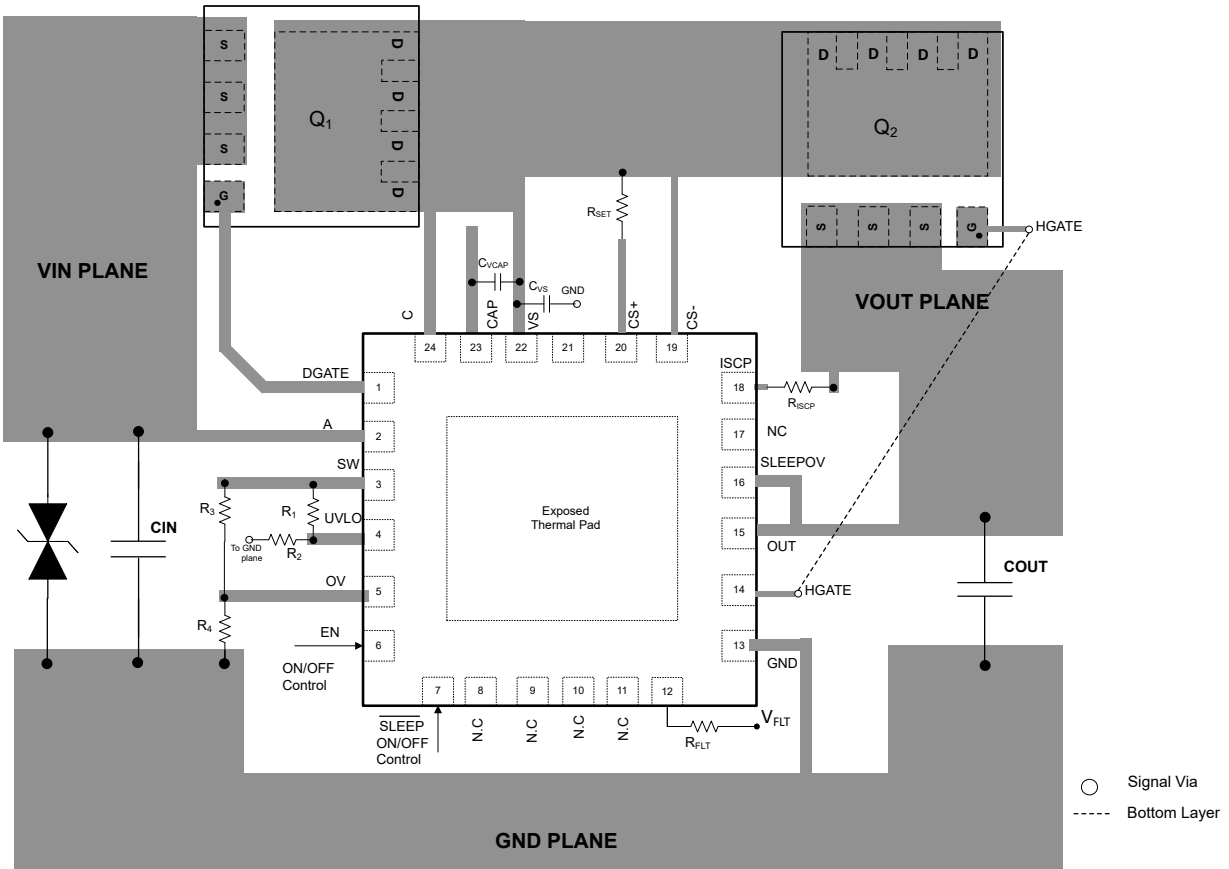 S
S
S
G
Q1
D
D
D
D
D
D
D
D
Q2
S
S
S
G
HGATE
RSET
VIN PLANE
VOUT PLANE
CVCAP
CVS
GND
C
CAP
VS
CS+
CS-
24
23
22
21
20
19
DGATE
1
A
2
SW
3
R3
R1
UVLO
4
To GND
plane
R2
OV
5
R4
EN
6
ON/OFF
Control
CIN
Exposed
Thermal Pad
ISCP
18
RISCP
17
NC
SLEEPOV
16
15
OUT
14
HGATE
13
GND
COUT
7
8
9
10
11
12
SLEEP
ON/OFF
Control
N.C
N.C
N.C
N.C
RFLT
VFLT
GND PLANE
Signal Via
Bottom Layer